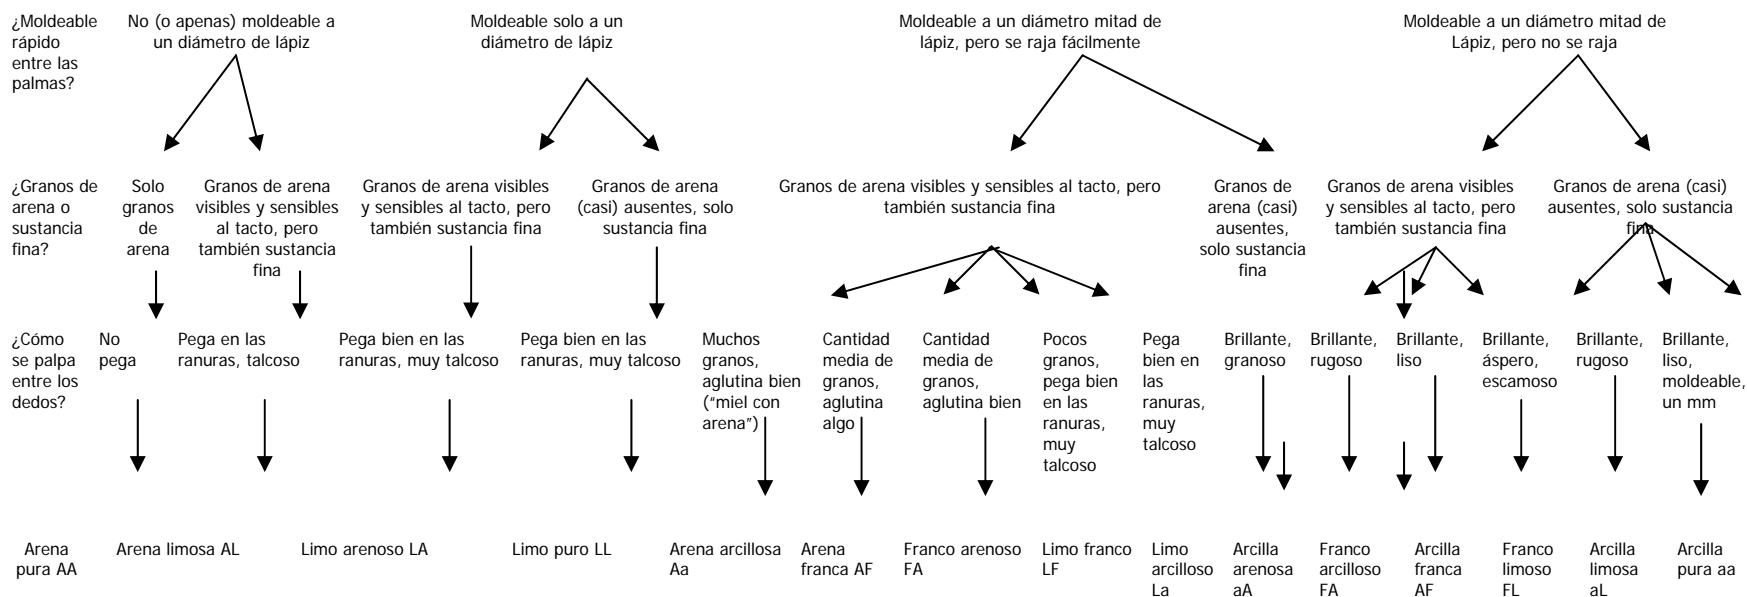 ¿Moldeable
rápido
entre las
palmas?
No (o apenas) moldeable a
un diámetro de lápiz
Moldeable solo a un
diámetro de lápiz
Moldeable a un diámetro mitad de
lápiz, pero se raja fácilmente
Moldeable a un diámetro mitad de
Lápiz, pero no se raja
¿Granos de
arena o
sustancia
fina?
Solo
granos
de
arena
Granos de arena
visibles y sensibles
al tacto, pero
también sustancia
fina
Granos de arena visibles
y sensibles al tacto, pero
también sustancia fina
Granos de arena
(casi) ausentes, solo
sustancia fina
Granos de arena visibles y sensibles al tacto, pero
también sustancia fina
Granos de
arena (casi)
ausentes,
solo sustancia
fina
Granos de arena visibles
y sensibles al tacto, pero
también sustancia fina
Granos de arena (casi)
ausentes, solo sustancia
fina
¿Cómo
se palpa
entre los
dedos?
No
pega
Pega en las
ranuras, talcoso
Pega bien en las
ranuras, muy talcoso
Pega bien en las
ranuras, muy talcoso
Muchos
granos,
aglutina bien
("miel con
arena")
Cantidad
media de
granos,
aglutina
algo
Cantidad
media de
granos,
aglutina bien
Pocos
granos,
pega bien
en las
ranuras,
muy
talcoso
Pega
bien en
las
ranuras,
muy
talcoso
Brillante,
granoso
Brillante,
rugoso
Brillante,
liso
Brillante,
áspero,
escamoso
Brillante,
rugoso
Brillante,
liso,
moldeable,
un mm
Arena
pura AA
Arena limosa AL
Limo arenoso LA
Limo puro LL
Arena arcillosa
Aa
Arena
franca AF
Franco arenoso
FA
Limo franco
LF
Limo
arcilloso
La
Arcilla
arenosa
aA
Franco
arcilloso
FA
Arcilla
franca
AF
Franco
limoso
FL
Arcilla
limosa
aL
Arcilla
pura aa